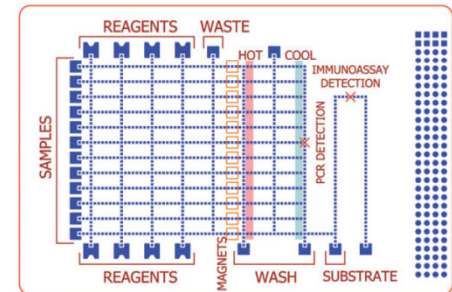 REAGENTS WASTE
HOT COOL
IMMUNOASSAY
DETECTION
SAMPLES
PCR DETECTION
MAGNETS
REAGENTS WASH SUBSTRATE